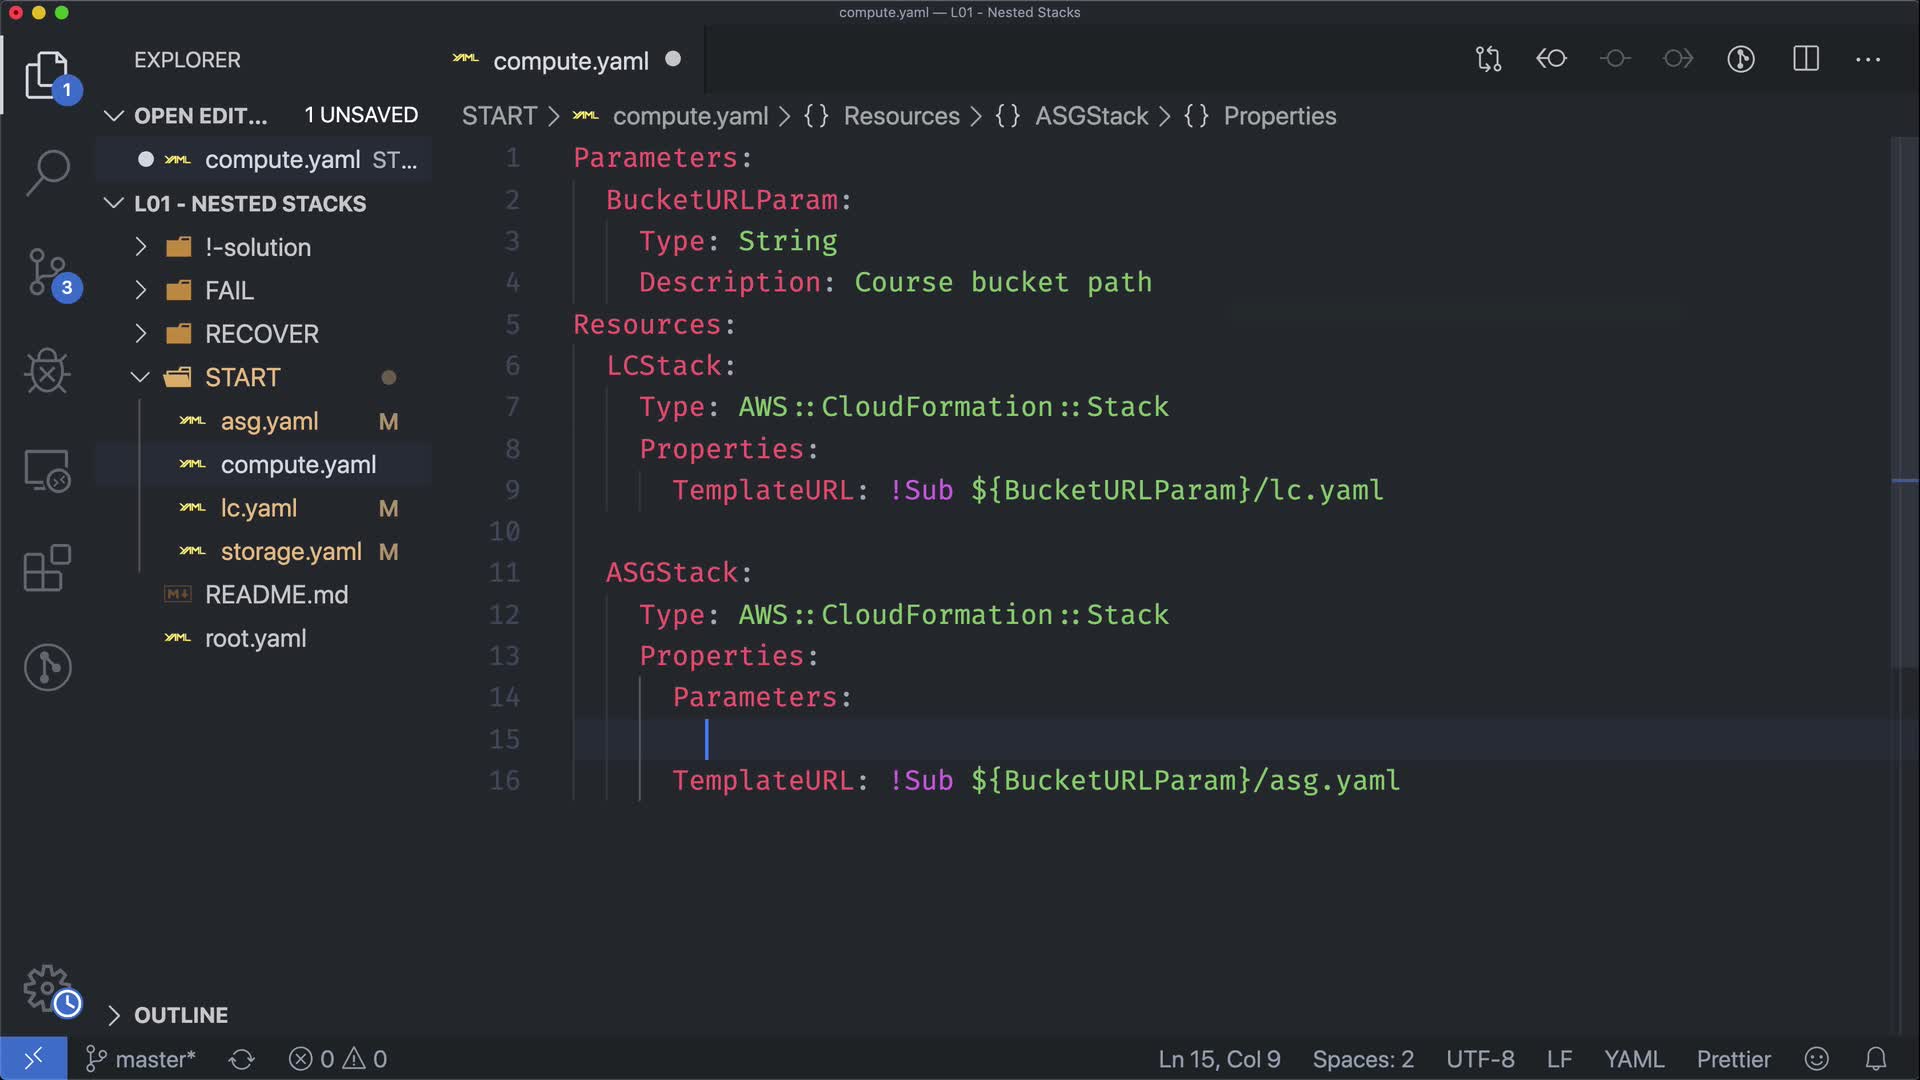 compute.yaml — L01 - Nested Stacks
EXPLORER
1
OPEN EDIT... 1 UNSAVED
compute.yaml ST...
L01 - NESTED STACKS
!-solution
FAIL
RECOVER
START
asg.yaml M
compute.yaml
lc.yaml M
storage.yaml M
README.md
root.yaml
3
OUTLINE
compute.yaml
START > compute.yaml > {} Resources > {} ASGStack > {} Properties
1 Parameters:
2 BucketURLParam:
3 Type: String
4 Description: Course bucket path
5 Resources:
6 LCStack:
7 Type: AWS::CloudFormation::Stack
8 Properties:
9 TemplateURL: !Sub ${BucketURLParam}/lc.yaml
10
11 ASGStack:
12 Type: AWS::CloudFormation::Stack
13 Properties:
14 Parameters:
15
16 TemplateURL: !Sub ${BucketURLParam}/asg.yaml
master* 0 0 Ln 15, Col 9 Spaces: 2 UTF-8 LF YAML Prettier